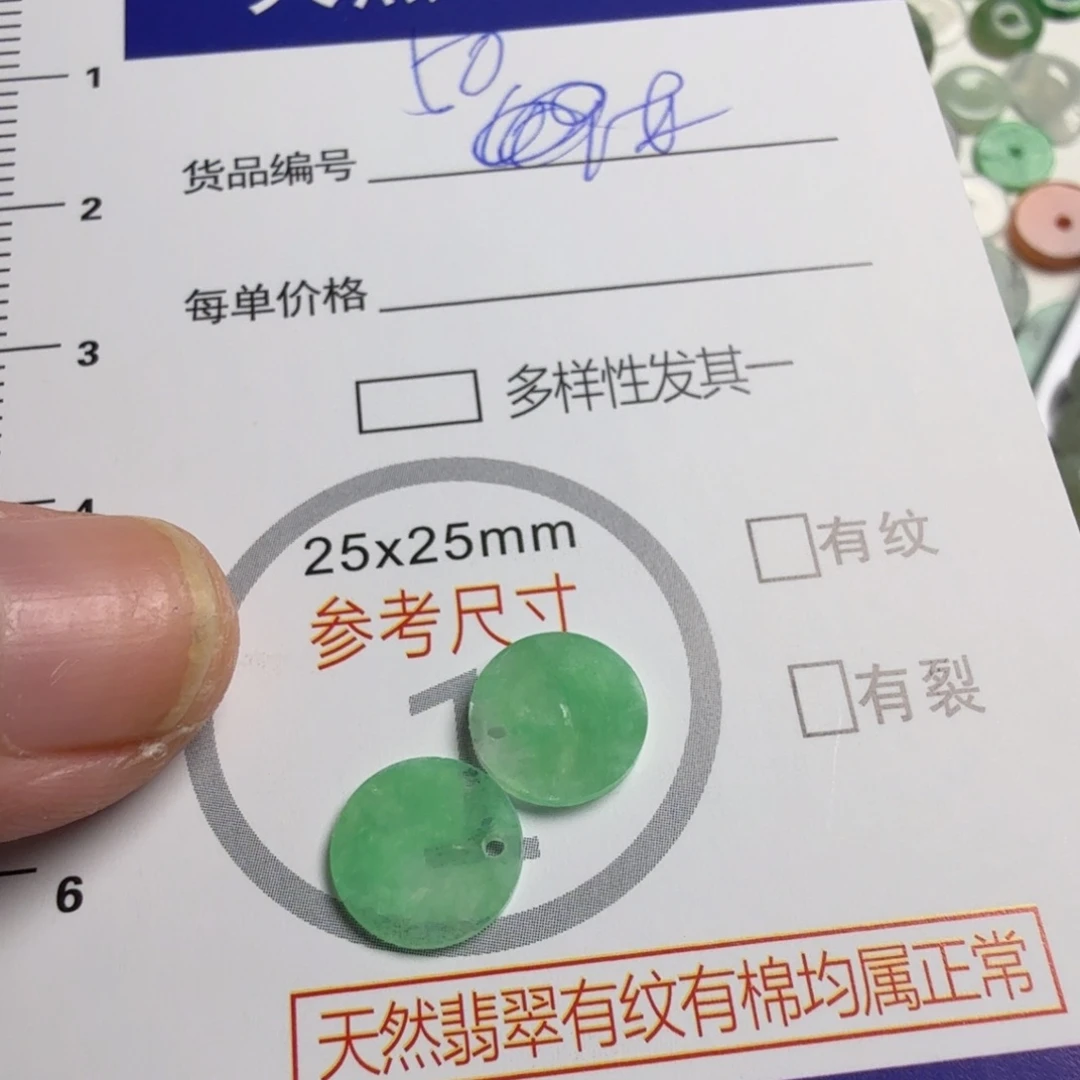 50
1
货品编号
2
每单价格
3
多样性发其一
4
25x25mm
参考尺寸
有纹
有裂
6
天然翡翠有纹有棉均属正常